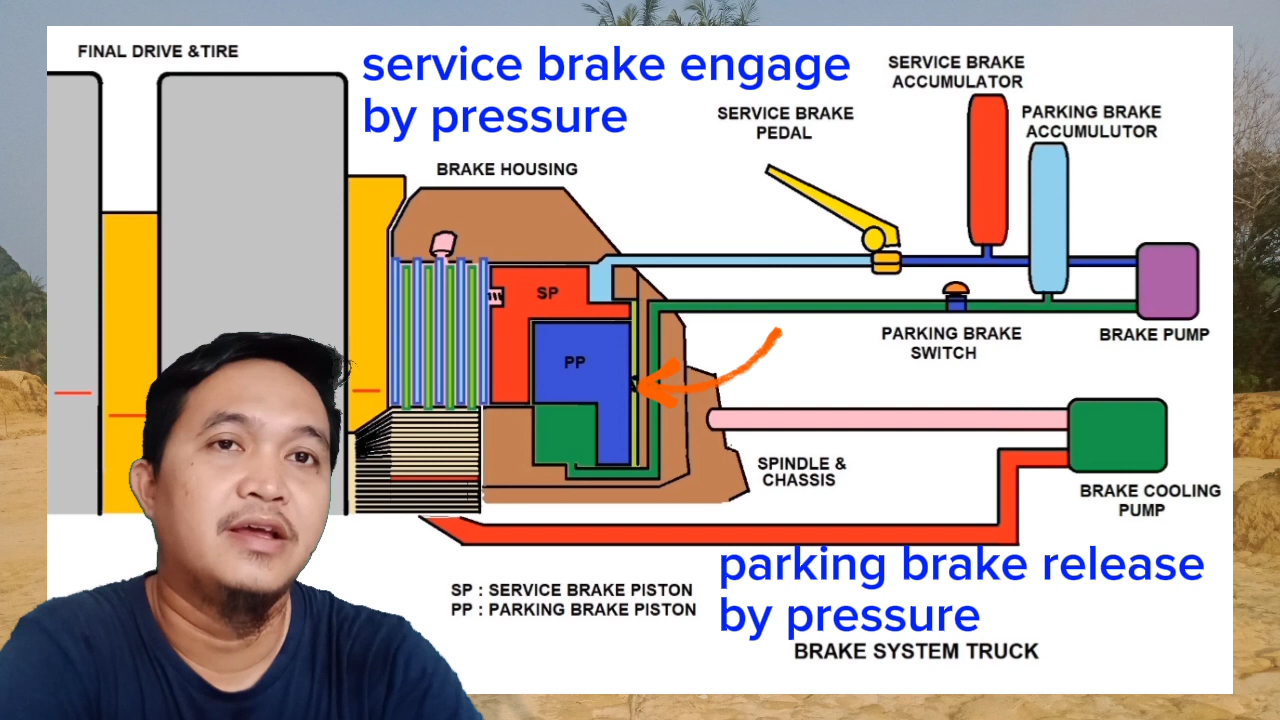 FINAL DRIVE &TIRE
service brake engage
by pressure
SERVICE BRAKE
ACCUMULATOR
SERVICE BRAKE
PEDAL
PARKING BRAKE
ACCUMULUTOR
BRAKE HOUSING
SP
PP
PARKING BRAKE
SWITCH
BRAKE PUMP
SPINDLE &
CHASSIS
BRAKE COOLING
PUMP
SP : SERVICE BRAKE PISTON
PP : PARKING BRAKE PISTON
parking brake release
by pressure
BRAKE SYSTEM TRUCK